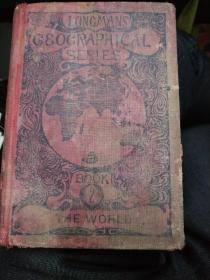 LONGMANS'
GEOGRAPHICAL
SERIES
BOOK
THE WORLD